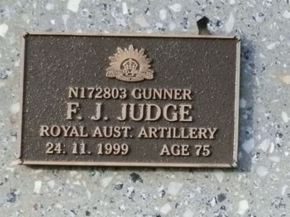 N172803 GUNNER
F. J. JUDGE
ROYAL AUST. ARTILLERY
24. 11. 1999 AGE 75